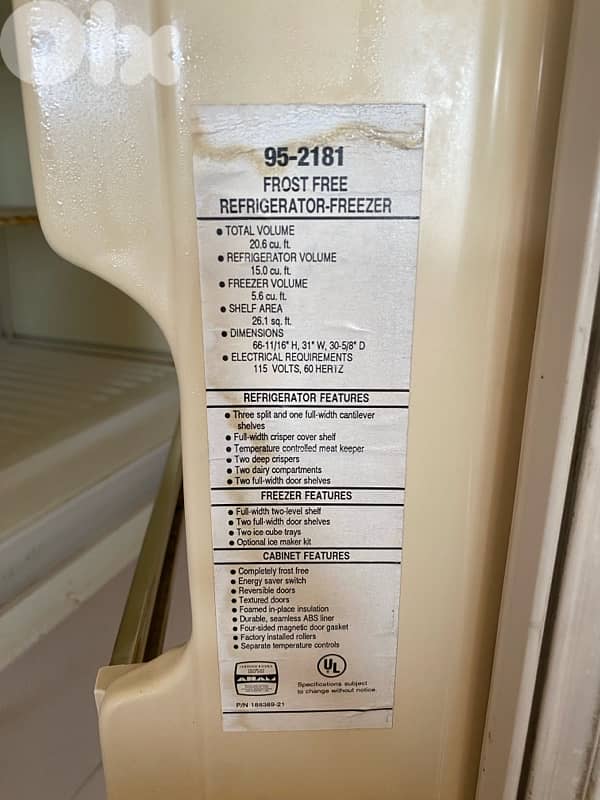 olx
95-2181
FROST FREE
REFRIGERATOR-FREEZER
• TOTAL VOLUME
20.6 cu. ft.
• REFRIGERATOR VOLUME
15.0 cu. ft.
• FREEZER VOLUME
5.6 cu. ft.
• SHELF AREA
26.1 sq. ft.
• DIMENSIONS
66-11/16" H, 31" W, 30-5/8" D
• ELECTRICAL REQUIREMENTS
115 VOLTS, 60 HERTZ
REFRIGERATOR FEATURES
• Three split and one full-width cantilever
shelves
• Full-width crisper cover shelf
• Temperature controlled meat keeper
• Two deep crispers
• Two dairy compartments
• Two full-width door shelves
FREEZER FEATURES
• Full-width two-level shelf
• Two full-width door shelves
• Two ice cube trays
• Optional ice maker kit
CABINET FEATURES
• Completely frost free
• Energy saver switch
• Reversible doors
• Textured doors
• Foamed in-place insulation
• Durable, seamless ABS liner
• Four-sided magnetic door gasket
• Factory installed rollers
• Separate temperature controls
AHAM
UL
Specifications subject
to change without notice.
P/N 188389-21